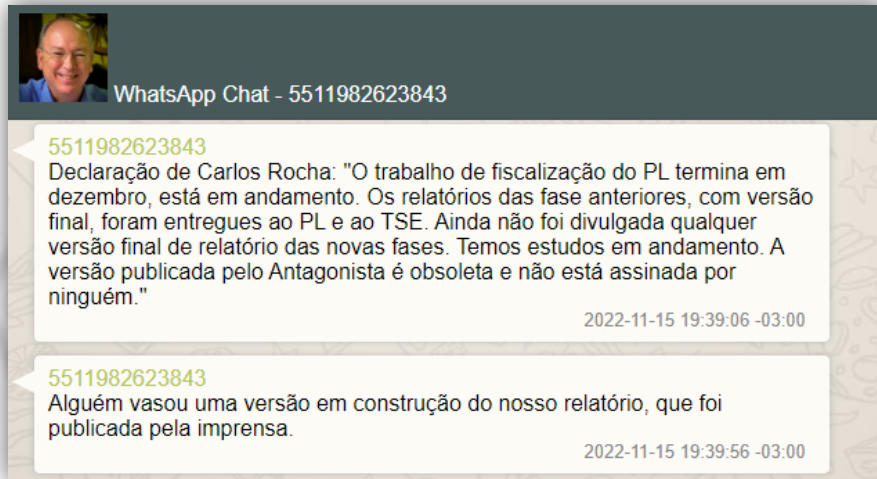 WhatsApp Chat - 5511982623843
5511982623843
Declaração de Carlos Rocha: "O trabalho de fiscalização do PL termina em
dezembro, está em andamento. Os relatórios das fase anteriores, com versão
final, foram entregues ao PL e ao TSE. Ainda não foi divulgada qualquer
versão final de relatório das novas fases. Temos estudos em andamento. A
versão publicada pelo Antagonista é obsoleta e não está assinada por
ninguém."
2022-11-15 19:39:06 -03:00
5511982623843
Alguém vasou uma versão em construção do nosso relatório, que foi
publicada pela imprensa.
2022-11-15 19:39:56 -03:00